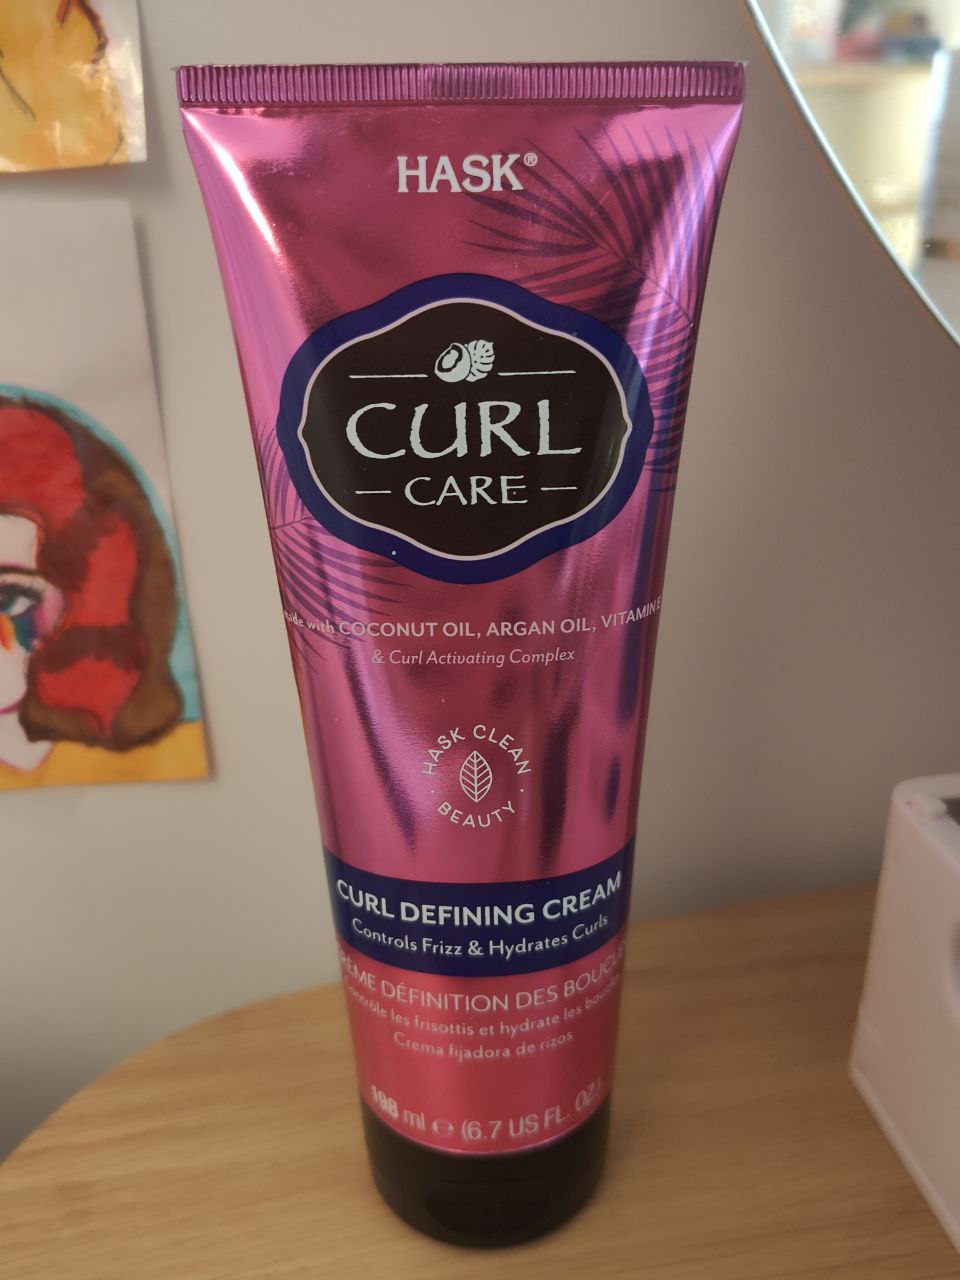 HASK®
CURL
CARE
made with COCONUT OIL, ARGAN OIL, VITAMIN E
& Curl Activating Complex
HASK CLEAN
BEAUTY
CURL DEFINING CREAM
Controls Frizz & Hydrates Curls
CRÈME DÉFINITION DES BOUCLES
Contrôle les frisottis et hydrate les boucles
Crema fijadora de rizos
198 ml ℮ (6.7 US FL. OZ.)